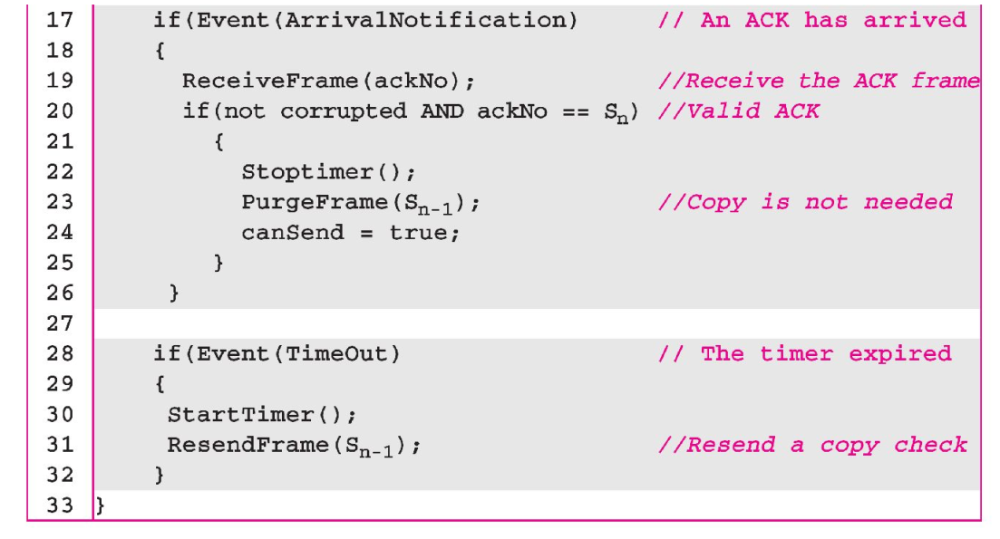 17 if(Event(ArrivalNotification) // An ACK has arrived
18 {
19 ReceiveFrame(ackNo); //Receive the ACK frame
20 if(not corrupted AND ackNo == Sn) //Valid ACK
21 {
22 Stoptimer();
23 PurgeFrame(Sn-1); //Copy is not needed
24 canSend = true;
25 }
26 }
27
28 if(Event(TimeOut) // The timer expired
29 {
30 StartTimer();
31 ResendFrame(Sn-1); //Resend a copy check
32 }
33 }